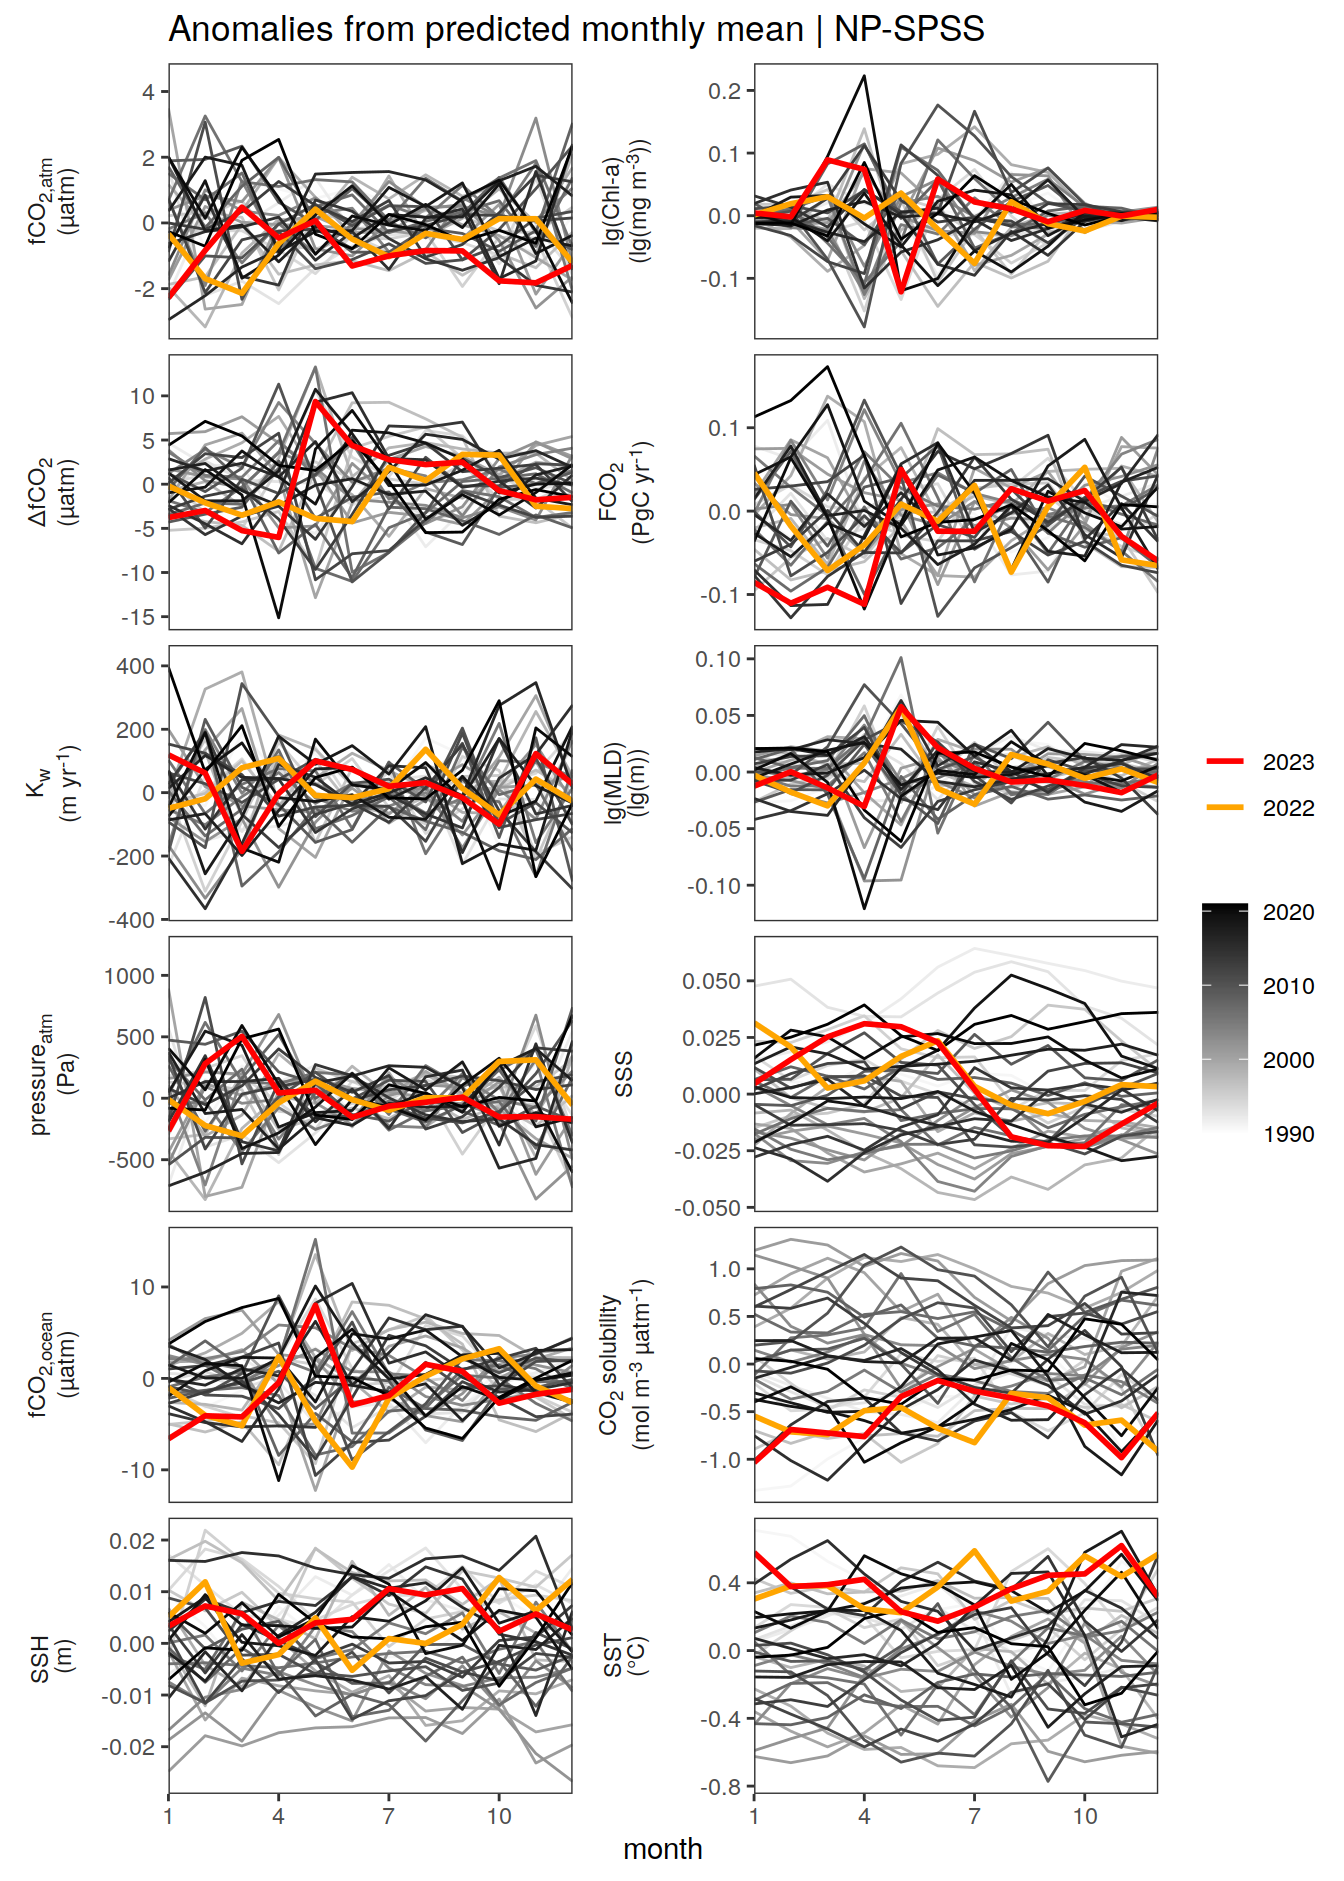 Anomalies from predicted monthly mean | NP-SPSS
fCO2,atm
(µatm)
4
2
0
-2
lg(Chl-a)
(lg(mg m-3))
0.2
0.1
0.0
-0.1
ΔfCO2
(µatm)
10
5
0
-5
-10
-15
FCO2
(PgC yr-1)
0.1
0.0
-0.1
Kw
(m yr-1)
400
200
0
-200
-400
lg(MLD)
(lg(m))
0.10
0.05
0.00
-0.05
-0.10
pressureatm
(Pa)
1000
500
0
-500
SSS
0.050
0.025
0.000
-0.025
-0.050
fCO2,ocean
(µatm)
10
0
-10
CO2 solubility
(mol m-3 µatm-1)
1.0
0.5
0.0
-0.5
-1.0
SSH
(m)
0.02
0.01
0.00
-0.01
-0.02
SST
(°C)
0.4
0.0
-0.4
-0.8
1 4 7 10
1 4 7 10
month
2023
2022
2020
2010
2000
1990